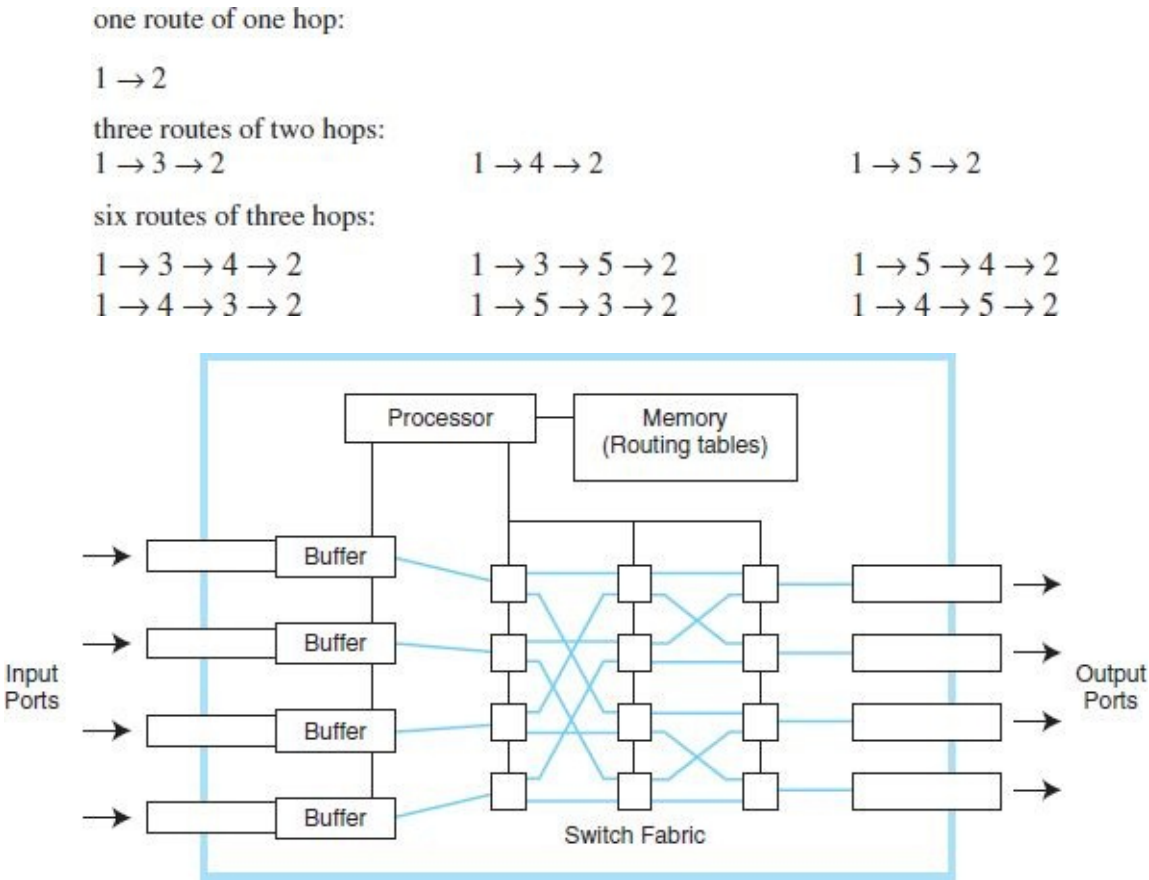 one route of one hop:
1 → 2
three routes of two hops:
1 → 3 → 2 1 → 4 → 2 1 → 5 → 2
six routes of three hops:
1 → 3 → 4 → 2 1 → 3 → 5 → 2 1 → 5 → 4 → 2
1 → 4 → 3 → 2 1 → 5 → 3 → 2 1 → 4 → 5 → 2
Processor
Memory
(Routing tables)
Buffer
Buffer
Input
Ports
Output
Ports
Buffer
Buffer
Switch Fabric